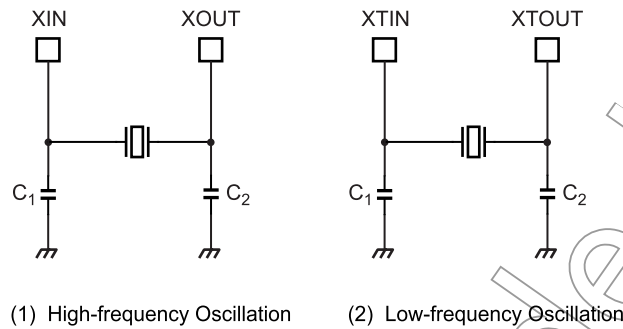 XIN XOUT XTIN XTOUT
C1 C2 C1 C2
(1) High-frequency Oscillation (2) Low-frequency Oscillation